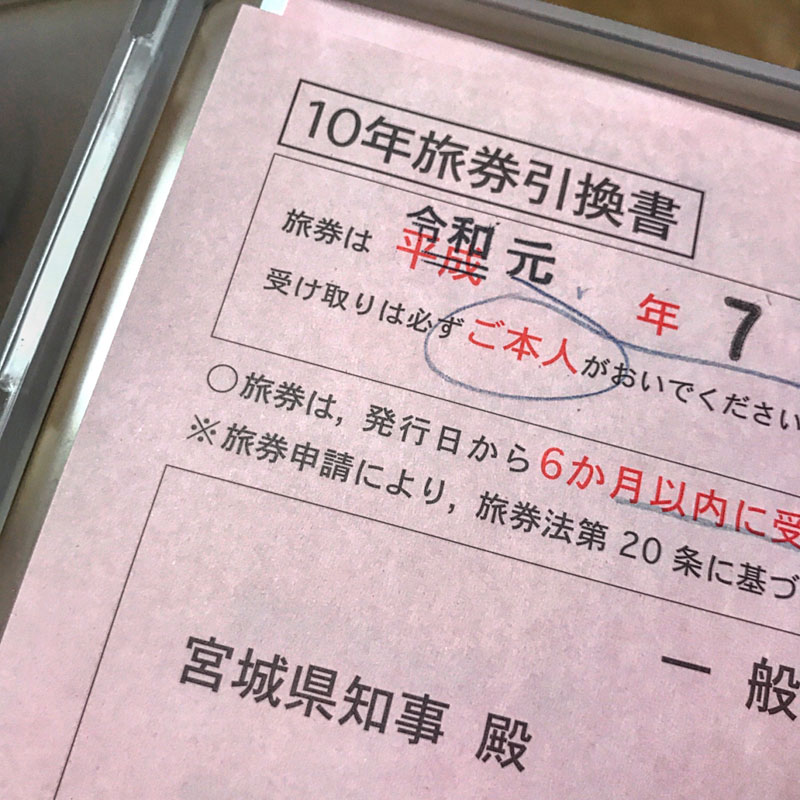 10年旅券引換書
旅券は 平成 令和 元 年 7
受け取りは必ずご本人がおいでください
○旅券は，発行日から6か月以内に受
※旅券申請により，旅券法第20条に基づ
一般
宮城県知事 殿